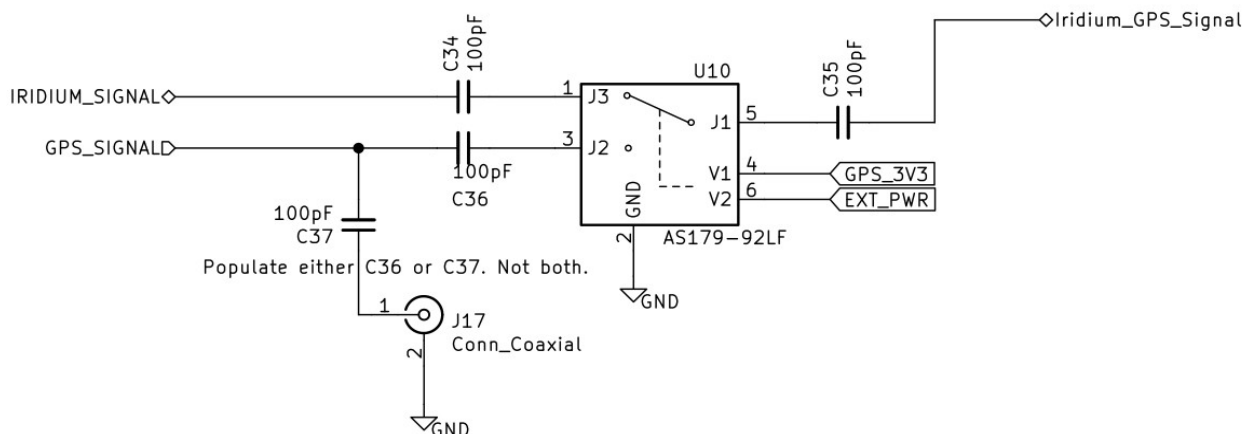 Iridium_GPS_Signal
C34
100pF
C35
100pF
U10
IRIDIUM_SIGNAL
1
J3
J1
5
GPS_SIGNAL
3
J2
100pF
C36
V1
4
GPS_3V3
V2
6
EXT_PWR
GND
2
AS179-92LF
100pF
C37
Populate either C36 or C37. Not both.
GND
1
J17
Conn_Coaxial
2
GND